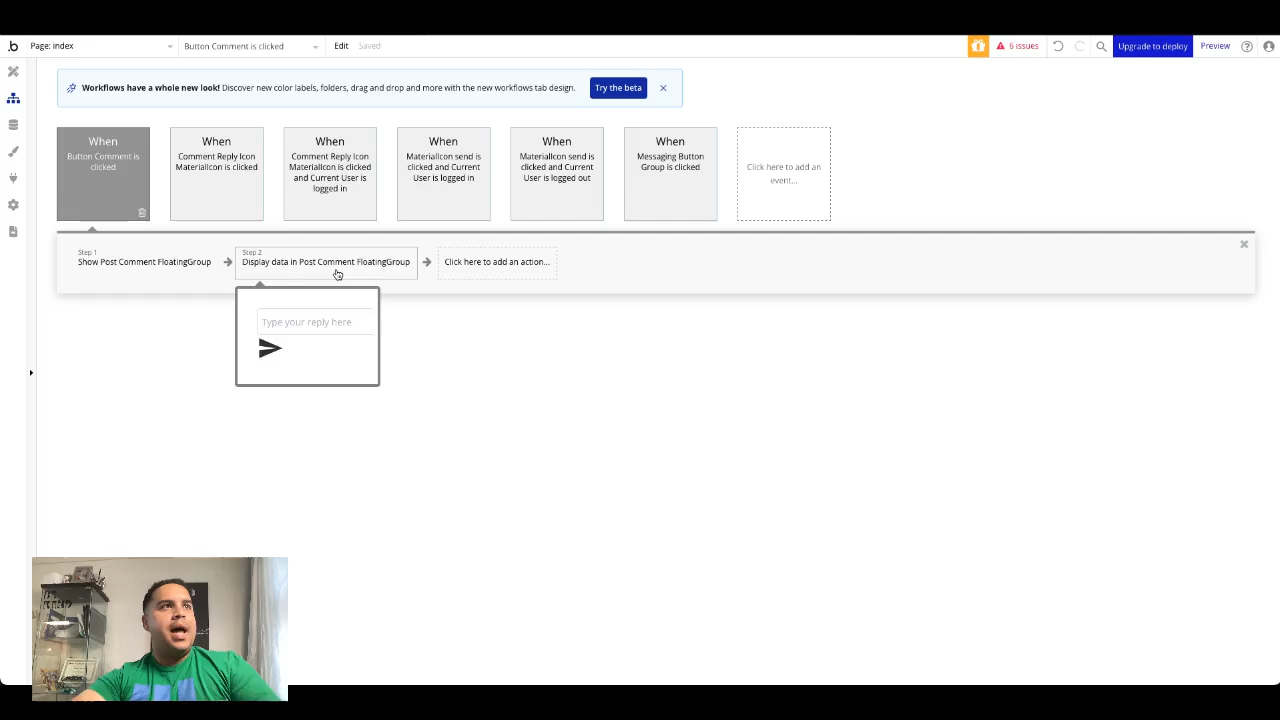 Page: index
Button Comment is clicked
Edit
Saved
6 issues
Upgrade to deploy
Preview
Workflows have a whole new look! Discover new color labels, folders, drag and drop and more with the new workflows tab design.
Try the beta
When
Button Comment is
clicked
When
Comment Reply Icon
MaterialIcon is clicked
When
Comment Reply Icon
MaterialIcon is clicked
and Current User is
logged in
When
MaterialIcon send is
clicked and Current
User is logged in
When
MaterialIcon send is
clicked and Current
User is logged out
When
Messaging Button
Group is clicked
Click here to add an
event...
Step 1
Show Post Comment FloatingGroup
Step 2
Display data in Post Comment FloatingGroup
Click here to add an action...
Type your reply here